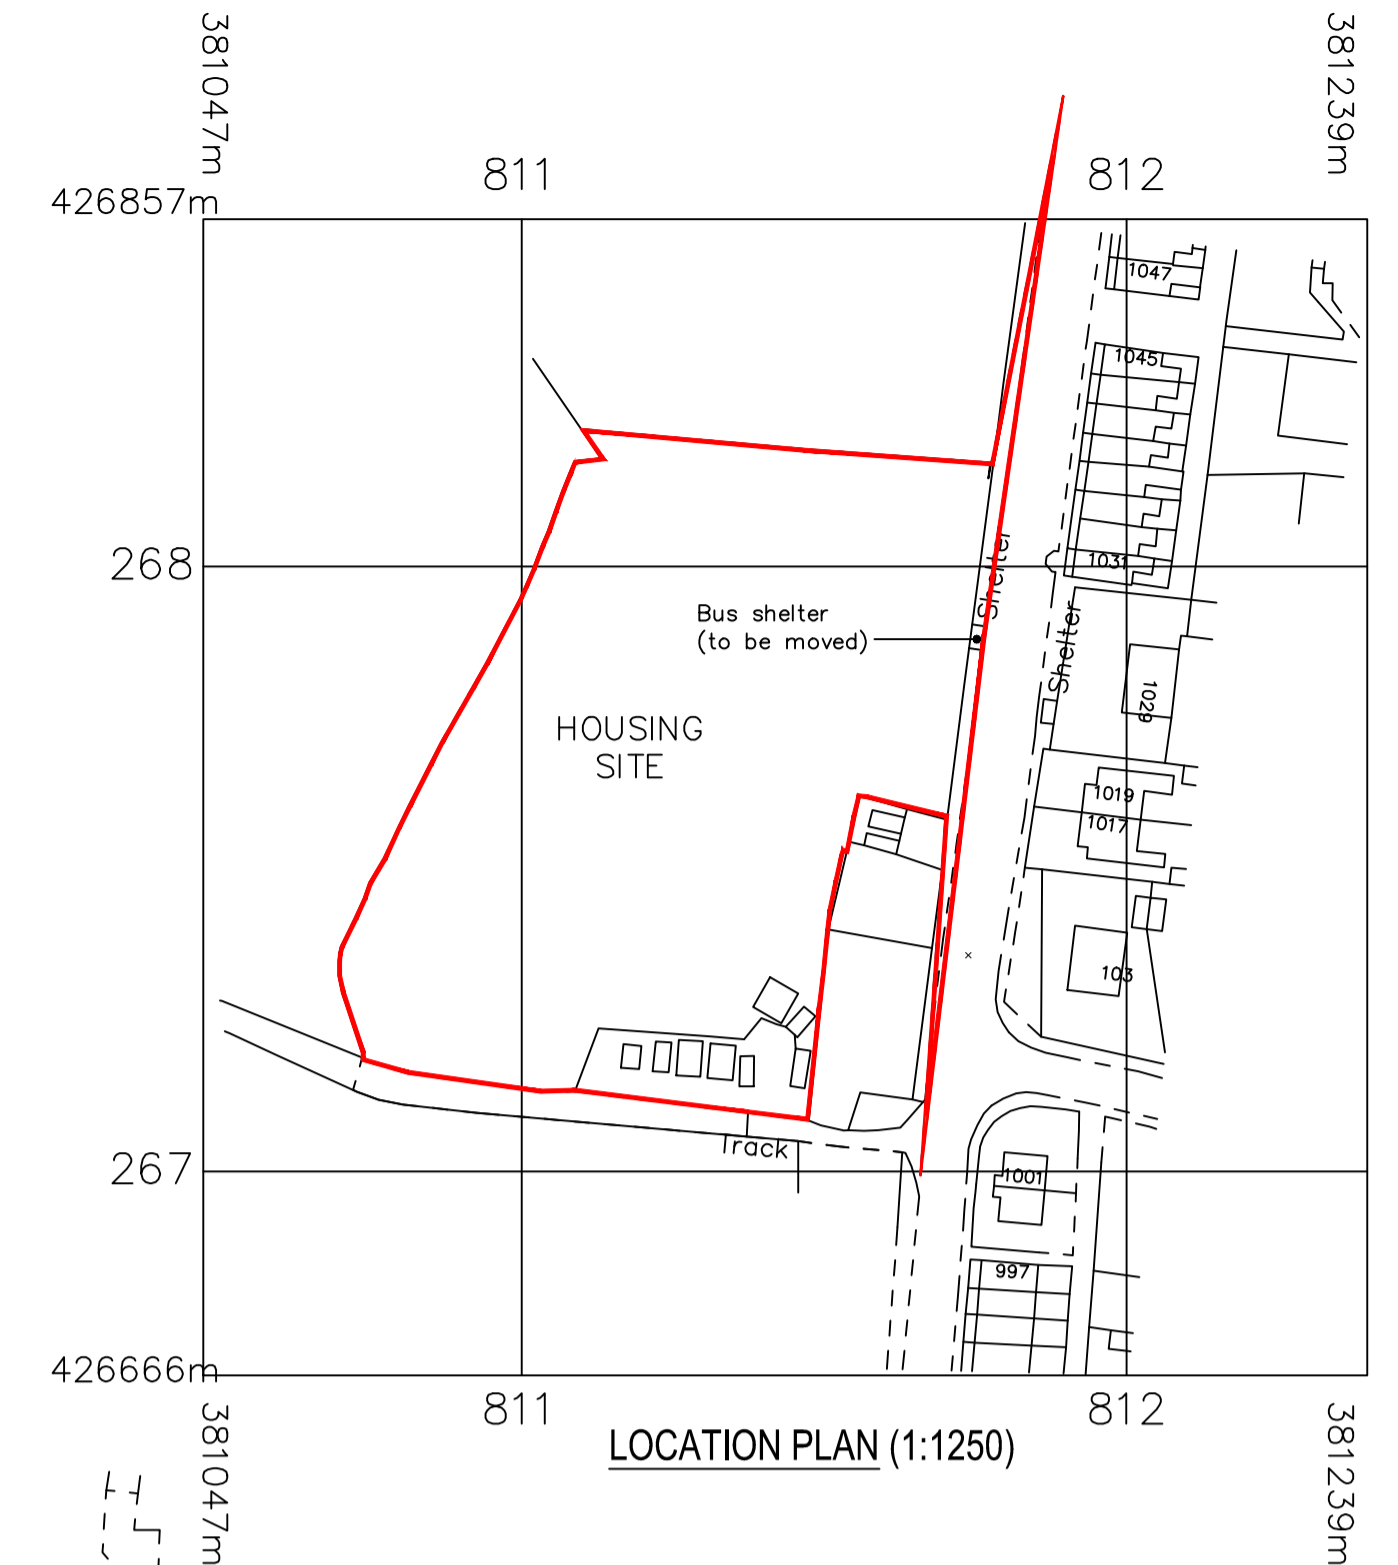 381047m
381239m
811
812
426857m
1047
1045
Shelter
1031
268
Bus shelter
(to be moved)
Shelter
1029
HOUSING
SITE
1019
1017
103
Track
267
1001
997
426666m
811
812
381047m
381239m
LOCATION PLAN (1:1250)